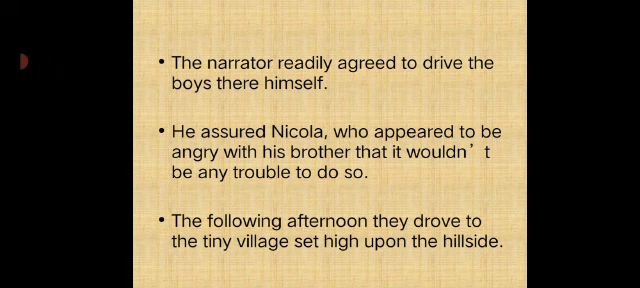 • The narrator readily agreed to drive the
boys there himself.
• He assured Nicola, who appeared to be
angry with his brother that it wouldn’ t
be any trouble to do so.
• The following afternoon they drove to
the tiny village set high upon the hillside.